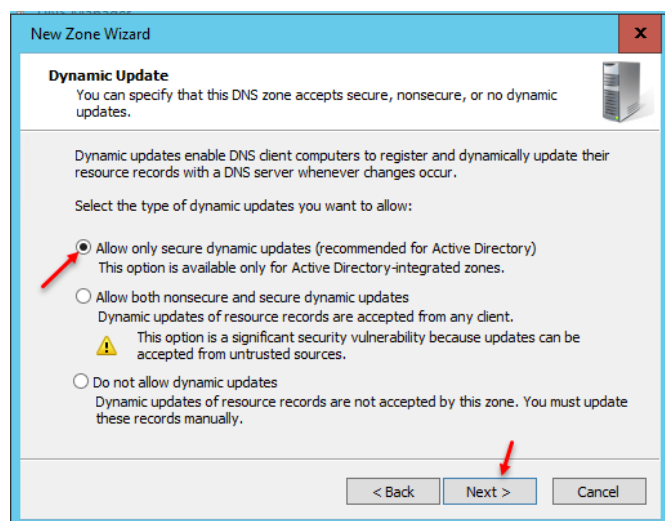 DNS Manager
New Zone Wizard
x
Dynamic Update
You can specify that this DNS zone accepts secure, nonsecure, or no dynamic
updates.
Dynamic updates enable DNS client computers to register and dynamically update their
resource records with a DNS server whenever changes occur.
Select the type of dynamic updates you want to allow:
Allow only secure dynamic updates (recommended for Active Directory)
This option is available only for Active Directory-integrated zones.
Allow both nonsecure and secure dynamic updates
Dynamic updates of resource records are accepted from any client.
This option is a significant security vulnerability because updates can be
accepted from untrusted sources.
Do not allow dynamic updates
Dynamic updates of resource records are not accepted by this zone. You must update
these records manually.
< Back Next > Cancel